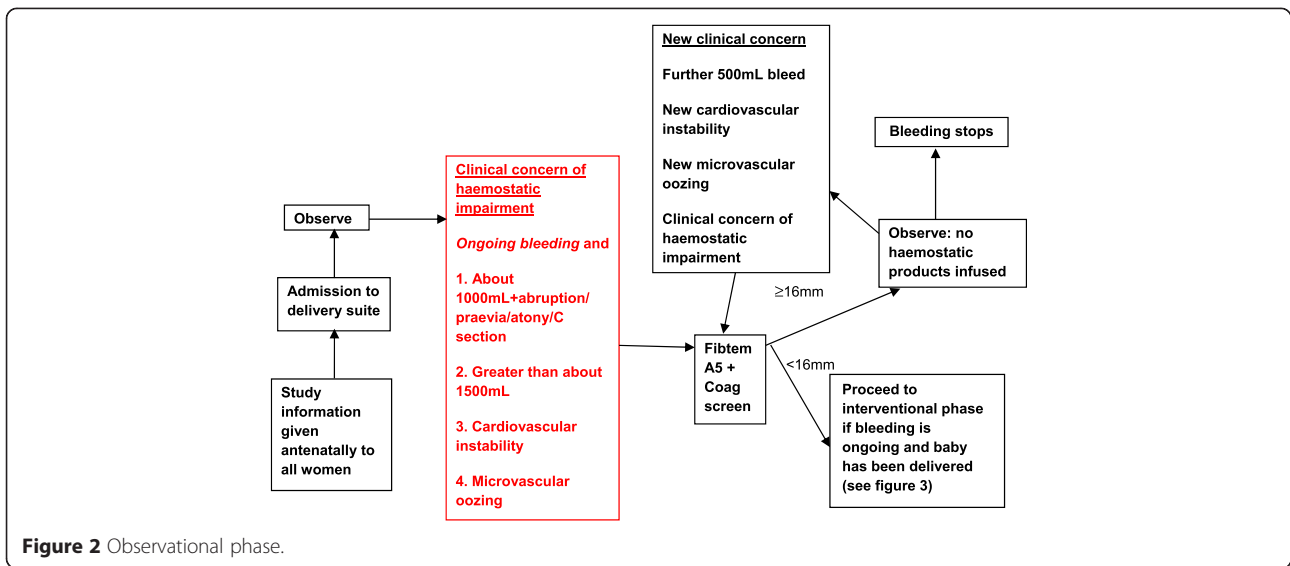 Study
information
given
antenatally to
all women
Admission to
delivery suite
Observe
Clinical concern of
haemostatic
impairment
Ongoing bleeding and
1. About
1000mL+abruption/
praevia/atony/C
section
2. Greater than about
1500mL
3. Cardiovascular
instability
4. Microvascular
oozing
New clinical concern
Further 500mL bleed
New cardiovascular
instability
New microvascular
oozing
Clinical concern of
haemostatic
impairment
Fibtem
A5 +
Coag
screen
≥16mm
<16mm
Observe: no
haemostatic
products infused
Bleeding stops
Proceed to
interventional phase
if bleeding is
ongoing and baby
has been delivered
(see figure 3)
Figure 2 Observational phase.